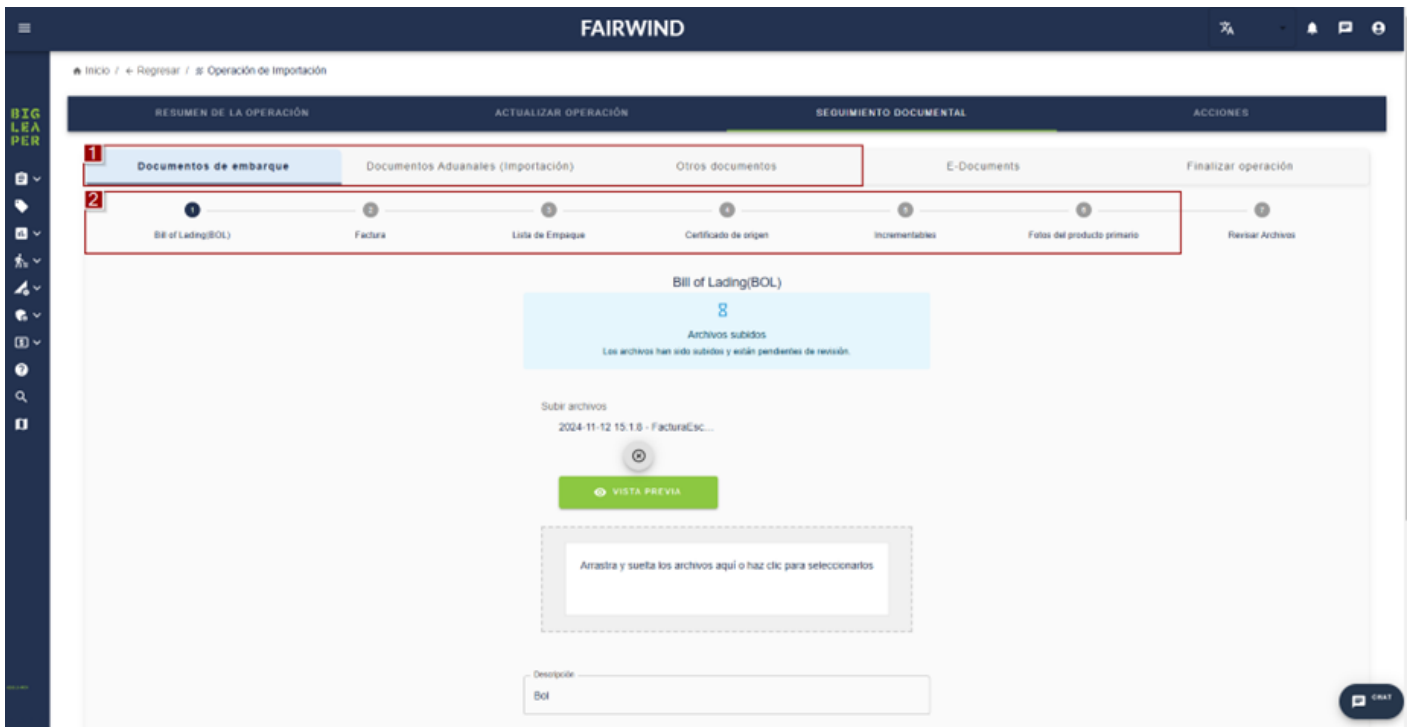 FAIRWIND
Inicio / ← Regresar / Operación de Importación
BIG
LEA
PER
RESUMEN DE LA OPERACIÓN
ACTUALIZAR OPERACIÓN
SEGUIMIENTO DOCUMENTAL
ACCIONES
1
Documentos de embarque
Documentos Aduanales (Importación)
Otros documentos
E-Documents
Finalizar operación
2
1
2
3
4
5
6
7
Bill of Lading(BOL)
Factura
Lista de Empaque
Certificado de origen
Incrementables
Fotos del producto primario
Revisar Archivos
Bill of Lading(BOL)
Archivos subidos
Los archivos han sido subidos y están pendientes de revisión.
Subir archivos
2024-11-12 15:1:8 - FacturaEsc...
VISTA PREVIA
Arrastra y suelta los archivos aquí o haz clic para seleccionarlos
Descripción
Bol
CHAT